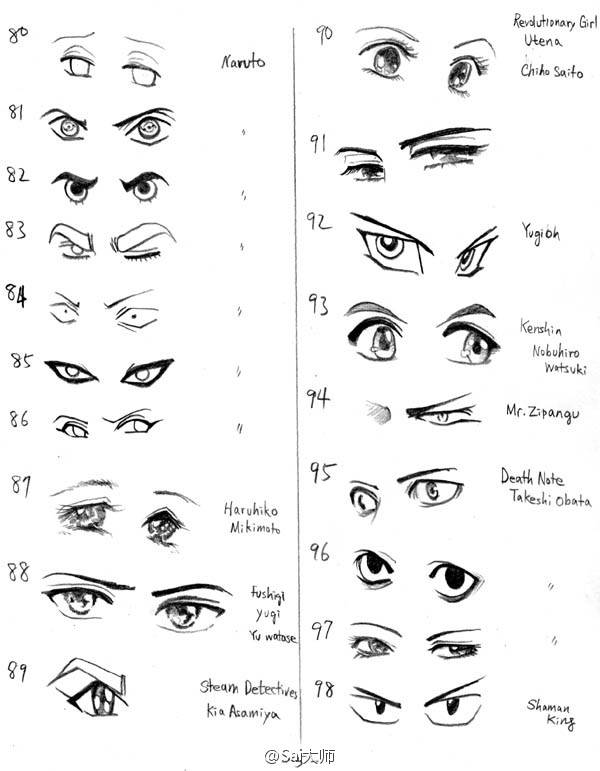 80
Naruto
81
〃
82
〃
83
〃
84
〃
85
〃
86
〃
87
Haruhiko
Mikimoto
88
Fushigi
yugi
Yu watase
89
Steam Detectives
Kia Asamiya
90
Revolutionary Girl
Utena
Chiho Saito
91
92
Yugioh
93
Kenshin
Nobuhiro
Watsuki
94
Mr. Zipangu
95
Death Note
Takeshi Obata
96
〃
97
〃
98
Shaman
King
@Saj大师